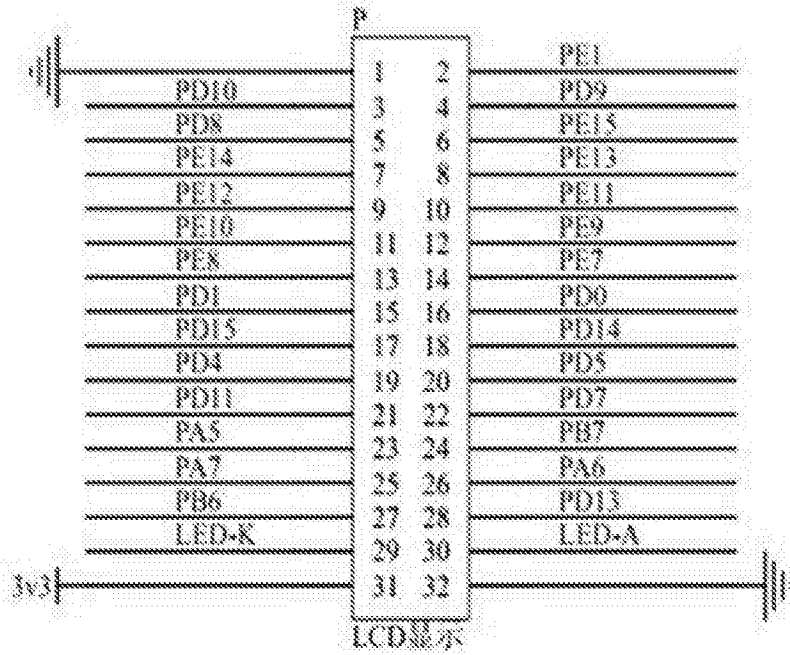 P
1 2 PE1
PD10 3 4 PD9
PD8 5 6 PE15
PE14 7 8 PE13
PE12 9 10 PE11
PE10 11 12 PE9
PE8 13 14 PE7
PD1 15 16 PD0
PD15 17 18 PD14
PD4 19 20 PD5
PD11 21 22 PD7
PA5 23 24 PB7
PA7 25 26 PA6
PB6 27 28 PD13
LED-K 29 30 LED-A
3v3 31 32
LCD显示